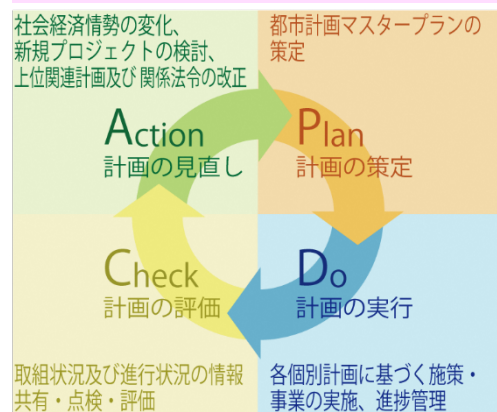 社会経済情勢の変化、
新規プロジェクトの検討、
上位関連計画及び 関係法令の改正
Action
計画の見直し
都市計画マスタープランの
策定
Plan
計画の策定
Check
計画の評価
取組状況及び進行状況の情報
共有・点検・評価
Do
計画の実行
各個別計画に基づく施策・
事業の実施、進捗管理